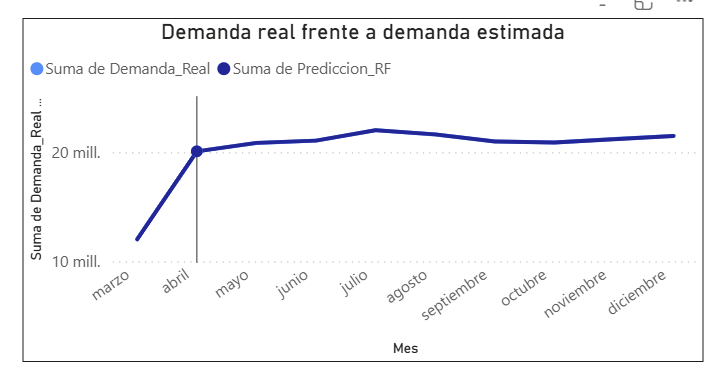 Demanda real frente a demanda estimada
Suma de Demanda_Real Suma de Prediccion_RF
Suma de Demanda_Real ...
20 mill.
10 mill.
marzo abril mayo junio julio agosto septiembre octubre noviembre diciembre
Mes